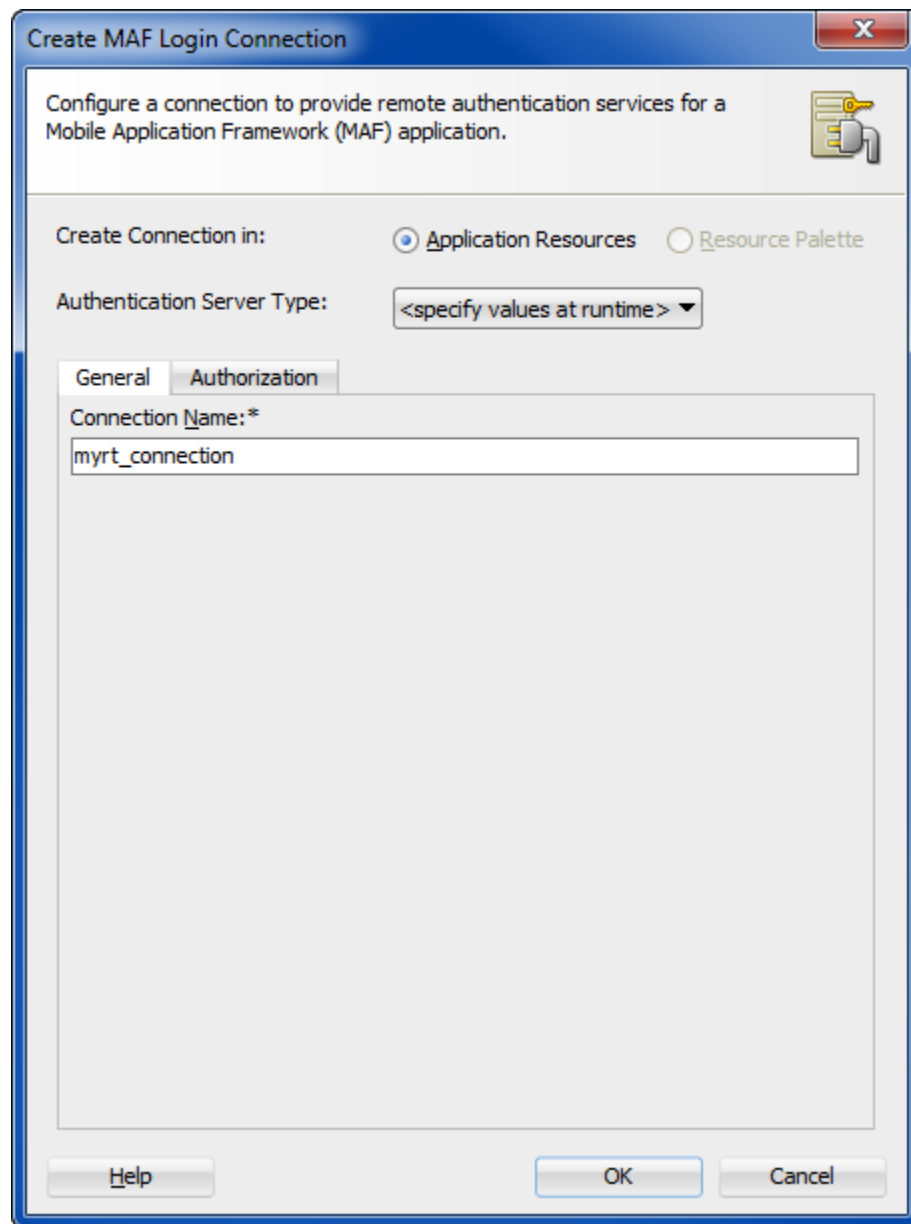 Create MAF Login Connection
Configure a connection to provide remote authentication services for a
Mobile Application Framework (MAF) application.
Create Connection in: Application Resources Resource Palette
Authentication Server Type: <specify values at runtime>
General Authorization
Connection Name:*
myrt_connection
Help OK Cancel